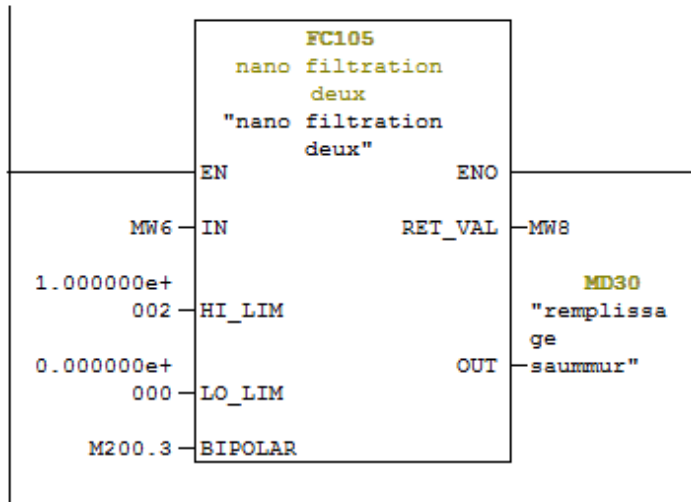 FC105
nano filtration
deux
"nano filtration
deux"
EN ENO
MW6 IN RET_VAL MW8
1.000000e+ MD30
002 HI_LIM "remplissa
ge
0.000000e+ OUT saummur"
000 LO_LIM
M200.3 BIPOLAR